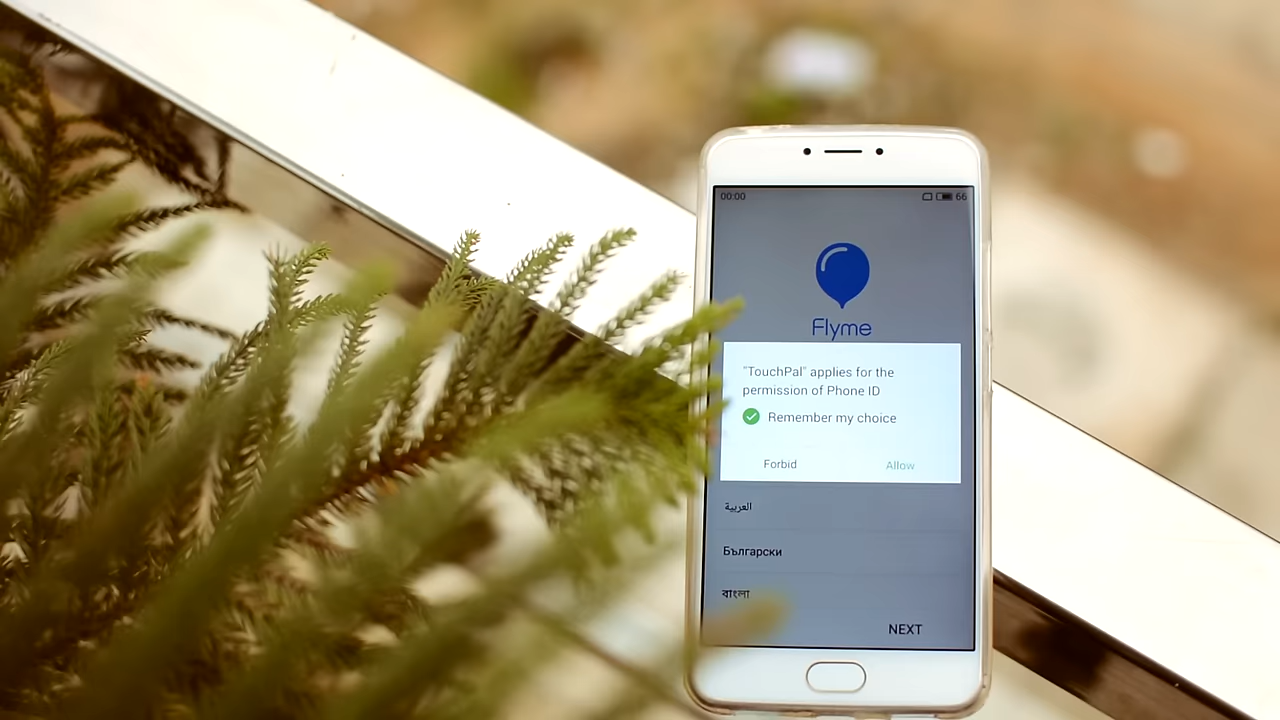 00:00 66
Flyme
"TouchPal" applies for the
permission of Phone ID
Remember my choice
Forbid Allow
العربية
Български
বাংলা
NEXT